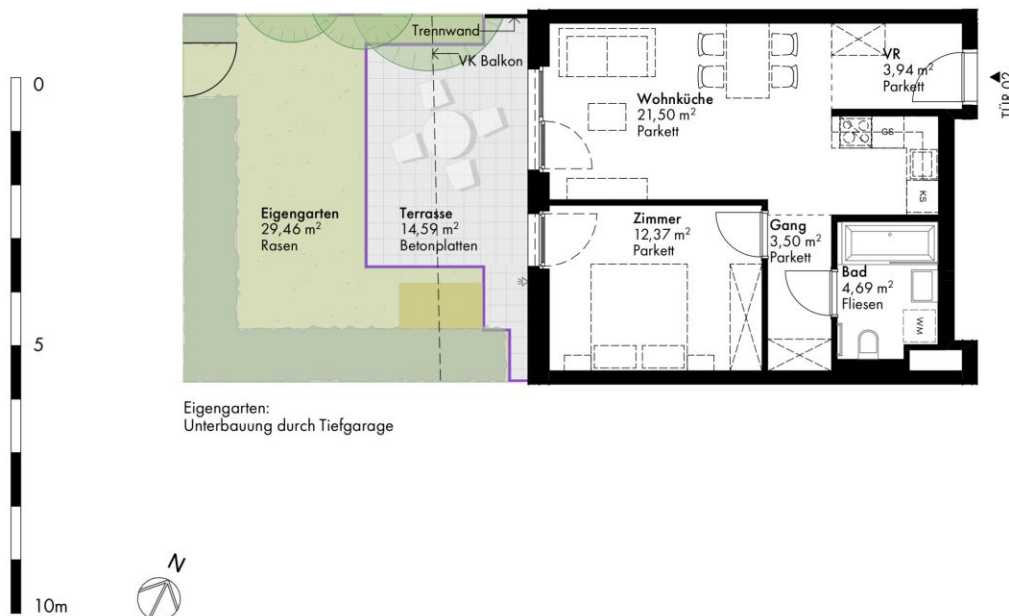 Trennwand
VK Balkon
VR
3,94 m²
Parkett
TÜR 02
Wohnküche
21,50 m²
Parkett
GS
KS
0
Eigengarten
29,46 m²
Rasen
Terrasse
14,59 m²
Betonplatten
Zimmer
12,37 m²
Parkett
Gang
3,50 m²
Parkett
Bad
4,69 m²
Fliesen
WM
5
Eigengarten:
Unterbauung durch Tiefgarage
N
10m